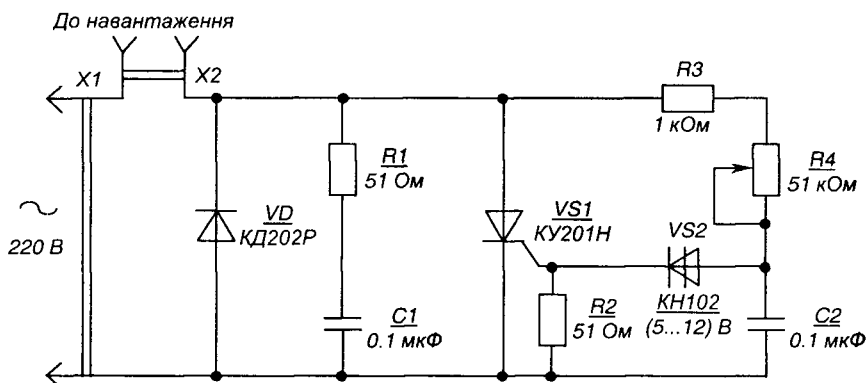 До навантаження
X1
X2
R3
1 кОм
R1
51 Ом
R4
51 кОм
VD
КД202Р
VS1
КУ201Н
VS2
220 В
R2
51 Ом
КН102
(5...12) В
C1
0.1 мкФ
C2
0.1 мкФ